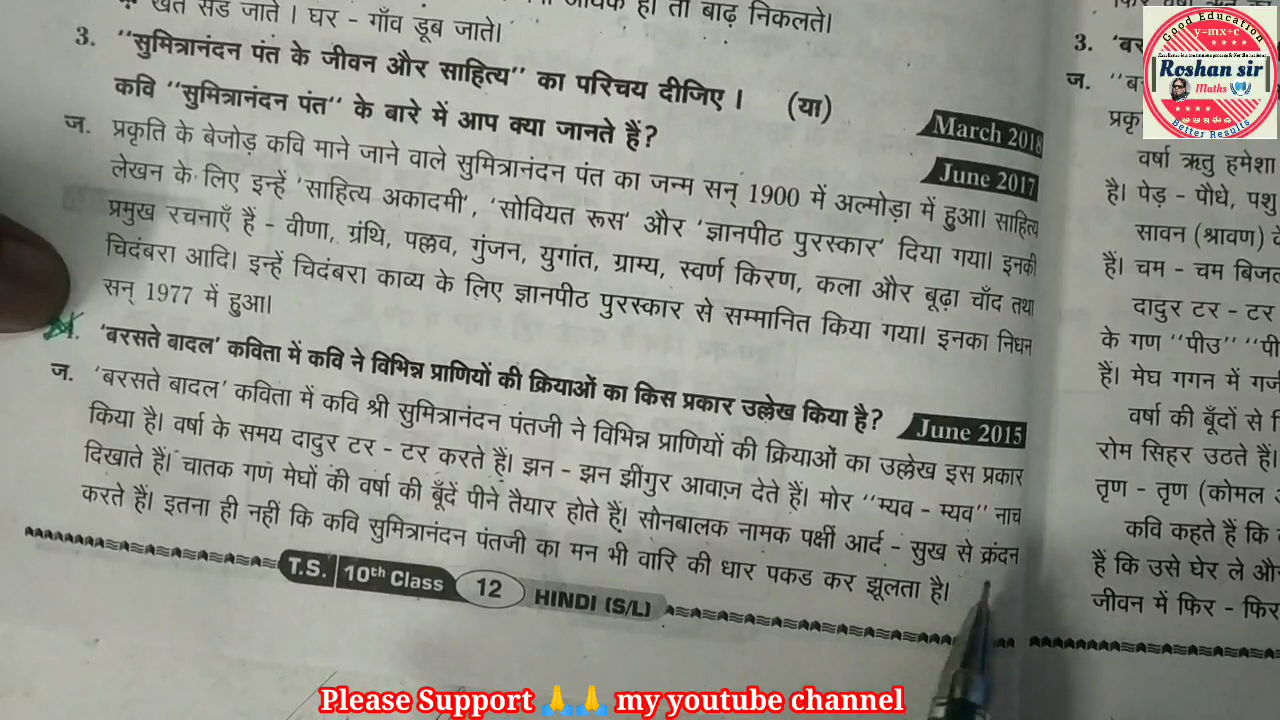 खेत सड जाते । घर - गाँव डूब जाते।
हो तो बाढ़ निकलते।
3. ‘‘सुमित्रानंदन पंत के जीवन और साहित्य’’ का परिचय दीजिए । (या)
कवि ‘‘सुमित्रानंदन पंत‘‘ के बारे में आप क्या जानते हैं?
March 2018
June 2017
ज. प्रकृति के बेजोड़ कवि माने जाने वाले सुमित्रानंदन पंत का जन्म सन् 1900 में अल्मोड़ा में हुआ। साहित्य
लेखन के लिए इन्हें ‘साहित्य अकादमी’, ‘सोवियत रूस‘ और ‘ज्ञानपीठ पुरस्कार’ दिया गया। इनकी
प्रमुख रचनाएँ हैं - वीणा, ग्रंथि, पल्लव, गुंजन, युगांत, ग्राम्य, स्वर्ण किरण, कला और बूढ़ा चाँद तथा
चिदंबरा आदि। इन्हें चिदंबरा काव्य के लिए ज्ञानपीठ पुरस्कार से सम्मानित किया गया। इनका निधन
सन् 1977 में हुआ।
‘बरसते बादल’ कविता में कवि ने विभिन्न प्राणियों की क्रियाओं का किस प्रकार उल्लेख किया है?
June 2015
ज. ‘बरसते बादल’ कविता में कवि श्री सुमित्रानंदन पंतजी ने विभिन्न प्राणियों की क्रियाओं का उल्लेख इस प्रकार
किया है। वर्षा के समय दादुर टर - टर करते हैं। झन - झन झींगुर आवाज़ देते हैं। मोर ‘‘म्यव - म्यव’’ नाच
दिखाते हैं। चातक गण मेघों की वर्षा की बूँदें पीने तैयार होते हैं। सोनबालक नामक पक्षीं आर्द - सुख से क्रंदन
करते हैं। इतना ही नहीं कि कवि सुमित्रानंदन पंतजी का मन भी वारि की धार पकड कर झूलता है।
T.S. 10th Class 12 HINDI (S/L)
3. ‘बर
ज. ‘‘बर
प्रकृ
वर्षा ऋतु हमेशा
है। पेड़ - पौधे, पशु
सावन (श्रावण) के
हैं। चम - चम बिजल
दादुर टर - टर
के गण ‘‘पीउ’’ ‘‘पी
हैं। मेघ गगन में गर्ज
वर्षा की बूँदों से नि
रोम सिहर उठते हैं।
तृण - तृण (कोमल
कवि कहते हैं कि
हैं कि उसे घेर ले और
जीवन में फिर - फिर
Good Education
y=mx+c
Roshan sir
Maths
Better Results
Please Support 🙏🙏 my youtube channel